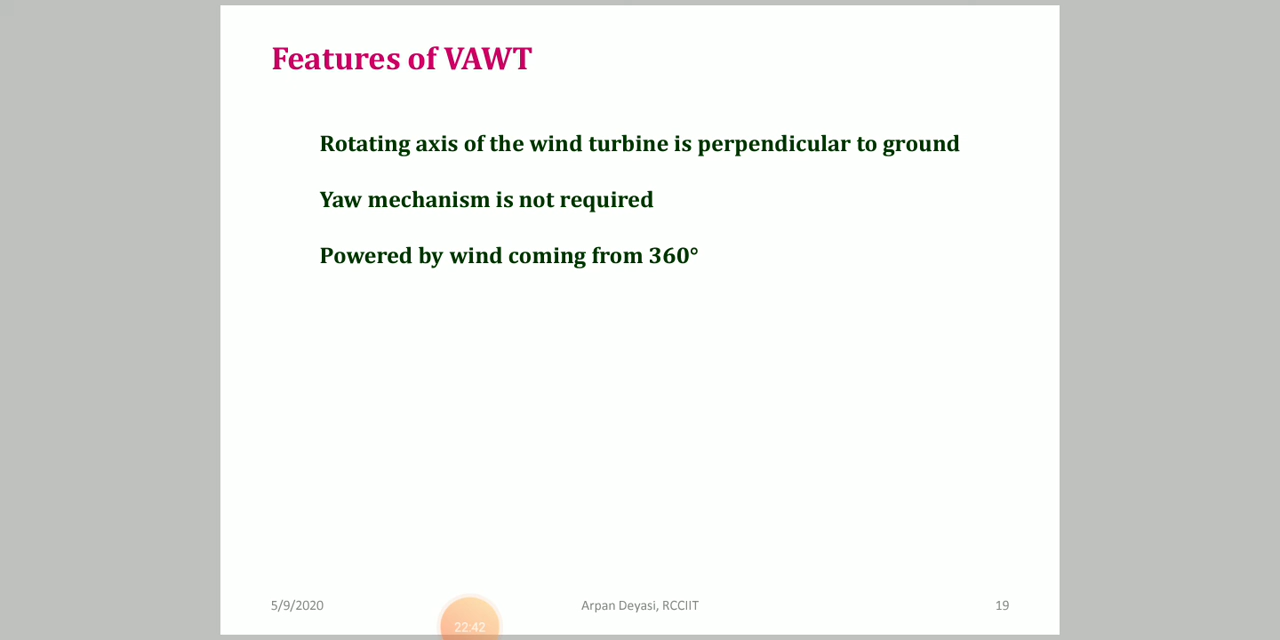 Features of VAWT
Rotating axis of the wind turbine is perpendicular to ground
Yaw mechanism is not required
Powered by wind coming from 360°
5/9/2020
22:42
Arpan Deyasi, RCCIIT
19